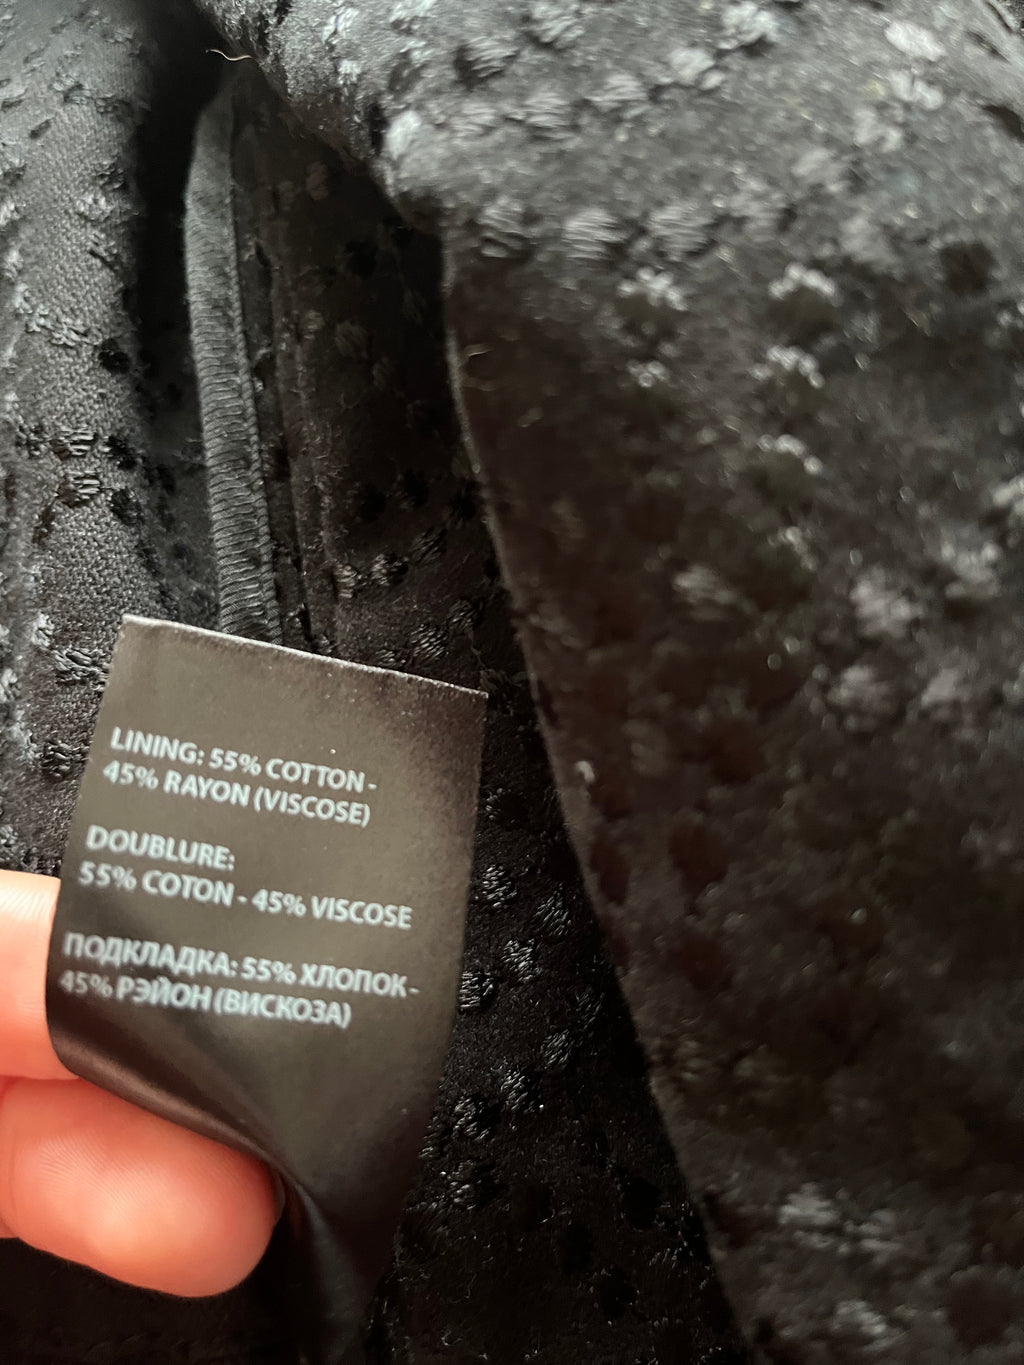 LINING: 55% COTTON -
45% RAYON (VISCOSE)
DOUBLURE:
55% COTON - 45% VISCOSE
ПОДКЛАДКА: 55% ХЛОПОК -
45% РЭЙОН (ВИСКОЗА)